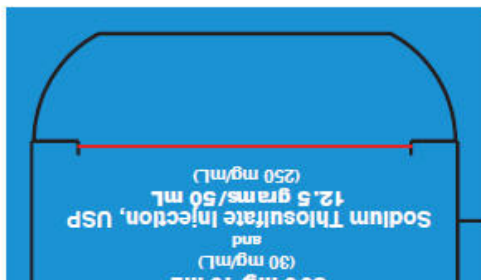 (30 mg/mL)
and
Sodium Thiosulfate Injection, USP
12.5 grams/50 mL
(250 mg/mL)